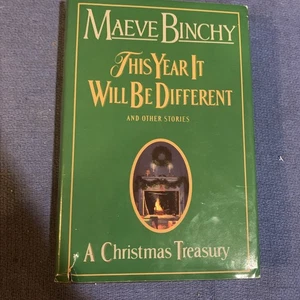 MAEVE BINCHY
THIS YEAR IT
WILL BE DIFFERENT
AND OTHER STORIES
A Christmas Treasury